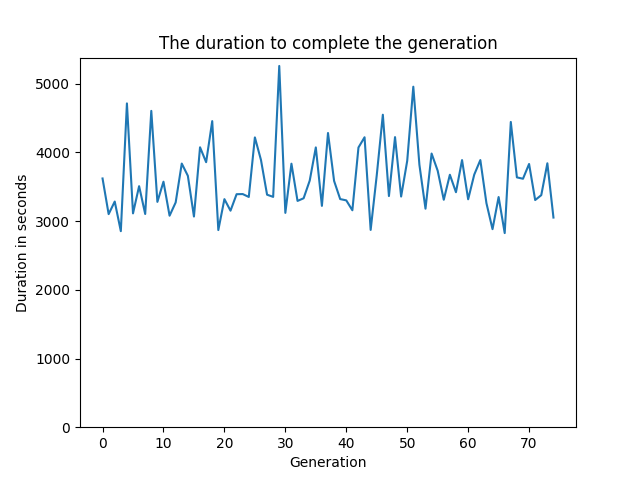 The duration to complete the generation
Duration in seconds
5000
4000
3000
2000
1000
0
0 10 20 30 40 50 60 70
Generation